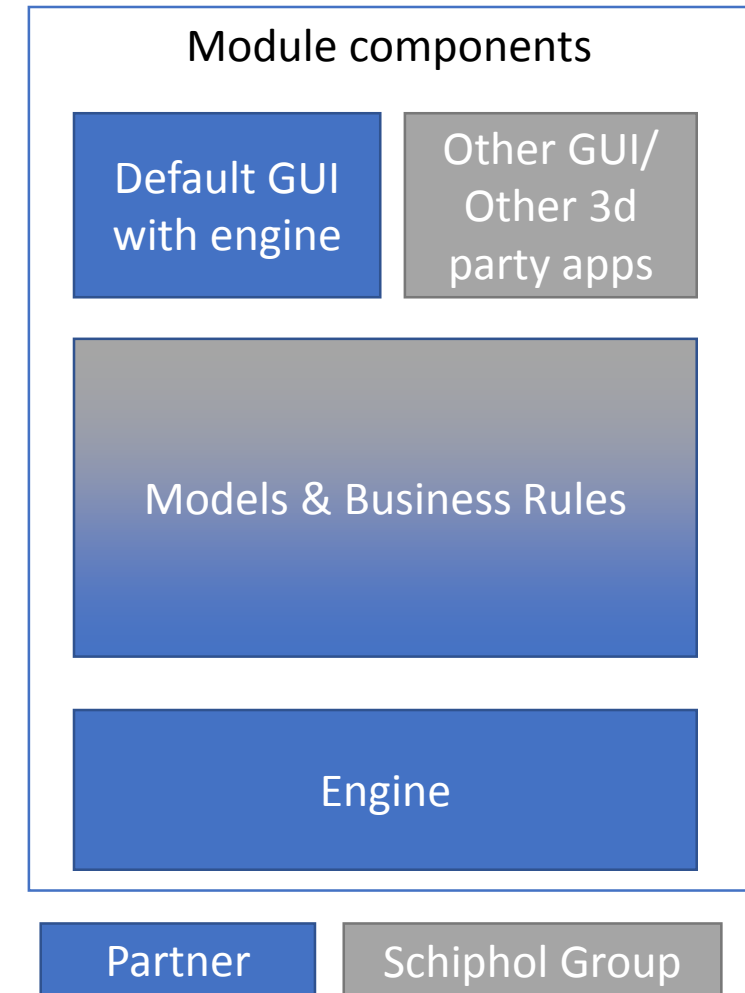 Module components
Default GUI
with engine
Other GUI/
Other 3d
party apps
Models & Business Rules
Engine
Partner
Schiphol Group